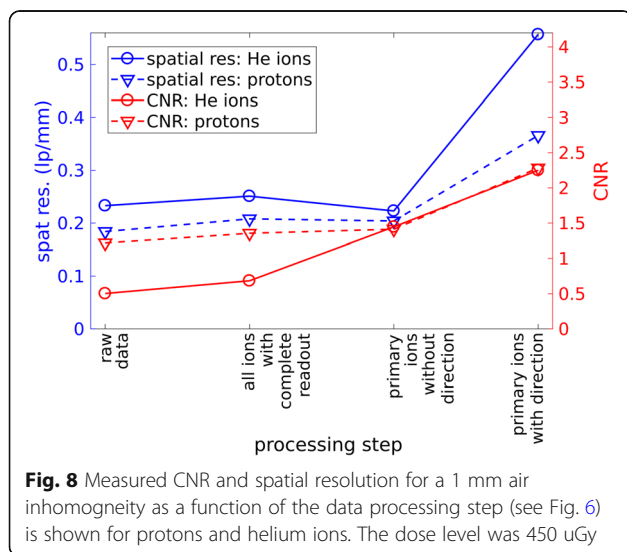 spatial res: He ions
spatial res: protons
CNR: He ions
CNR: protons
spat res. (lp/mm)
0.5
0.4
0.3
0.2
0.1
0
CNR
4
3.5
3
2.5
2
1.5
1
0.5
0
raw
data
all ions
with
complete
readout
primary
ions
without
direction
primary ions
with direction
processing step
Fig. 8 Measured CNR and spatial resolution for a 1 mm air
inhomogneity as a function of the data processing step (see Fig. 6)
is shown for protons and helium ions. The dose level was 450 uGy